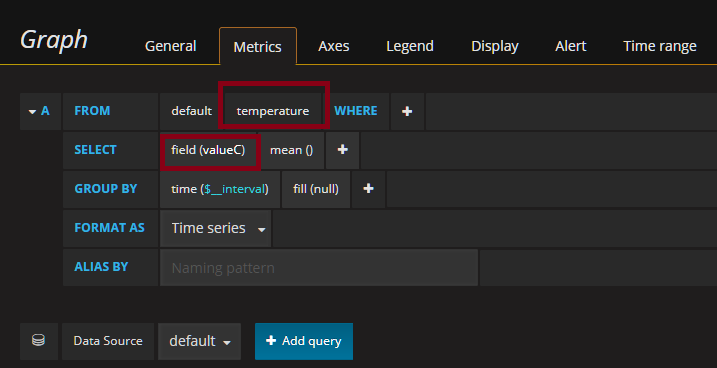 Graph General Metrics Axes Legend Display Alert Time range
A FROM default temperature WHERE +
SELECT field (valueC) mean () +
GROUP BY time ($__interval) fill (null) +
FORMAT AS Time series
ALIAS BY Naming pattern
Data Source default + Add query